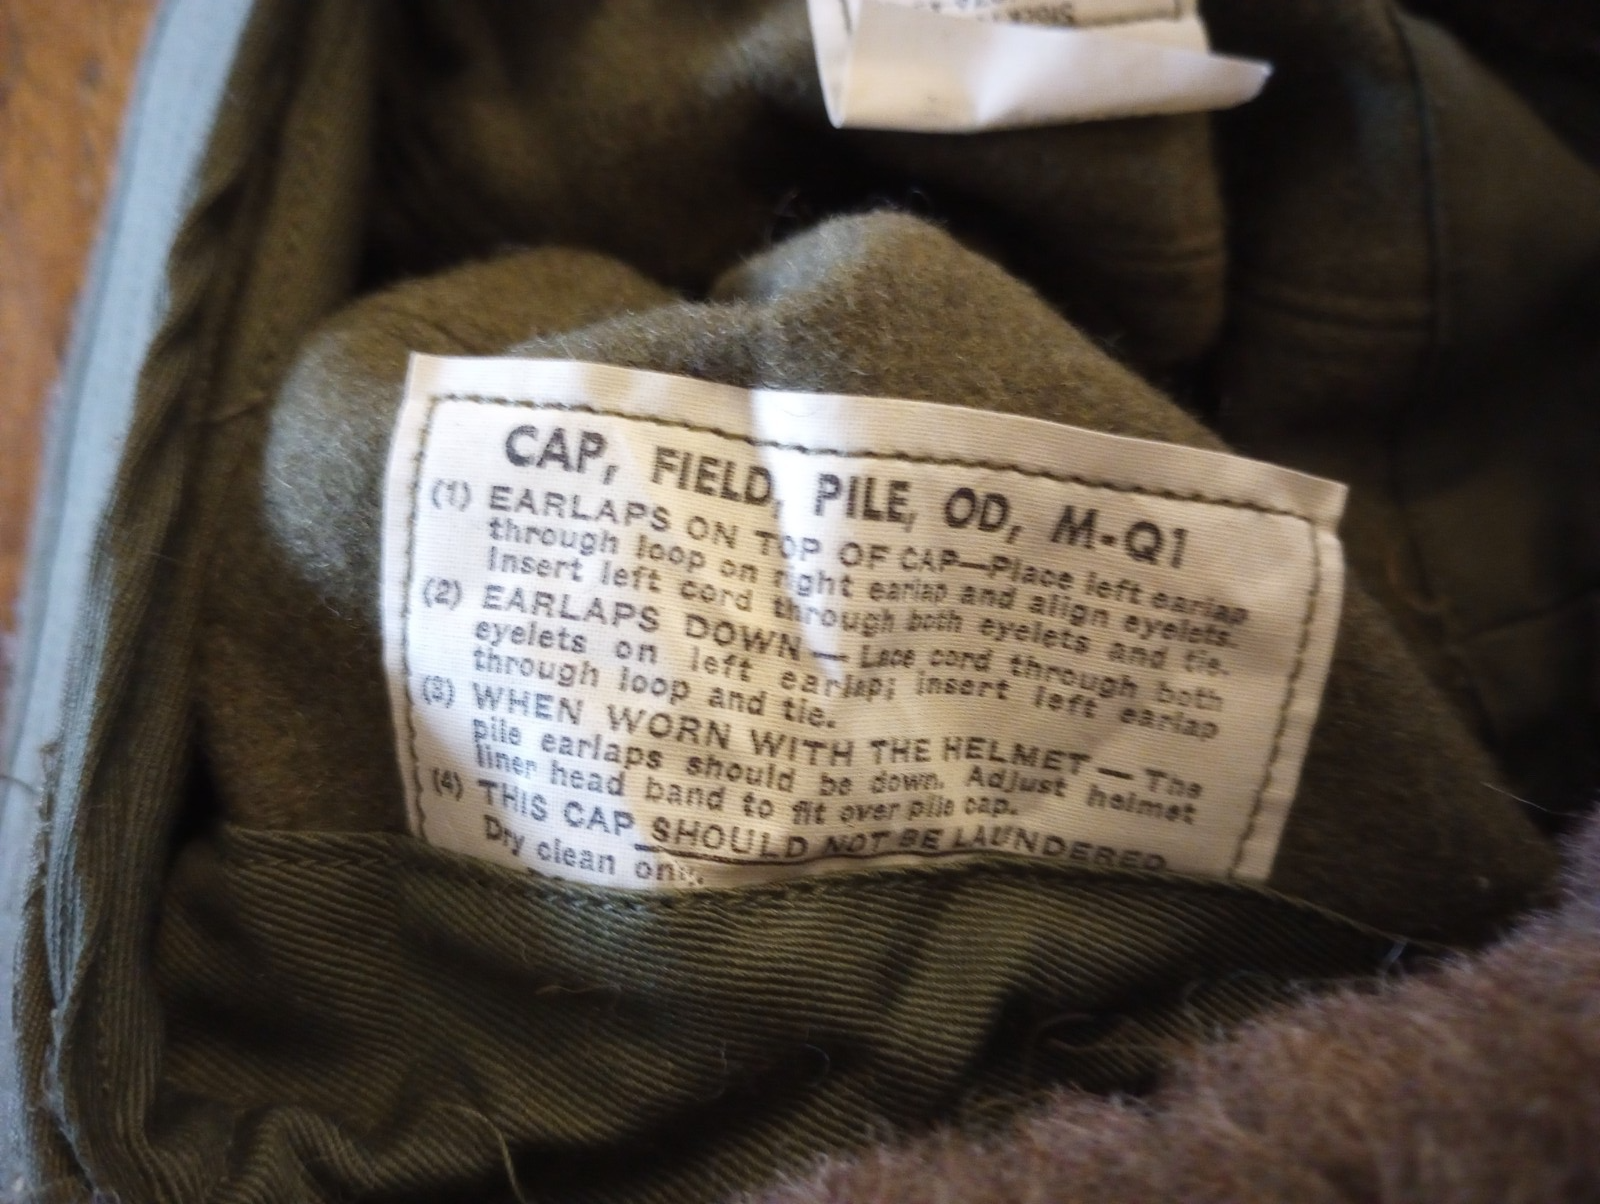 CAP, FIELD, PILE, OD, M-Q1
(1) EARLAPS ON TOP OF CAP—Place left earlap
through loop on right earlap and align eyelets.
Insert left cord through both eyelets and tie.
(2) EARLAPS DOWN — Lace cord through both
eyelets on left earlap; insert left earlap
through loop and tie.
(3) WHEN WORN WITH THE HELMET — The
pile earlaps should be down. Adjust helmet
liner head band to fit over pile cap.
(4) THIS CAP SHOULD NOT BE LAUNDERED
Dry clean only.